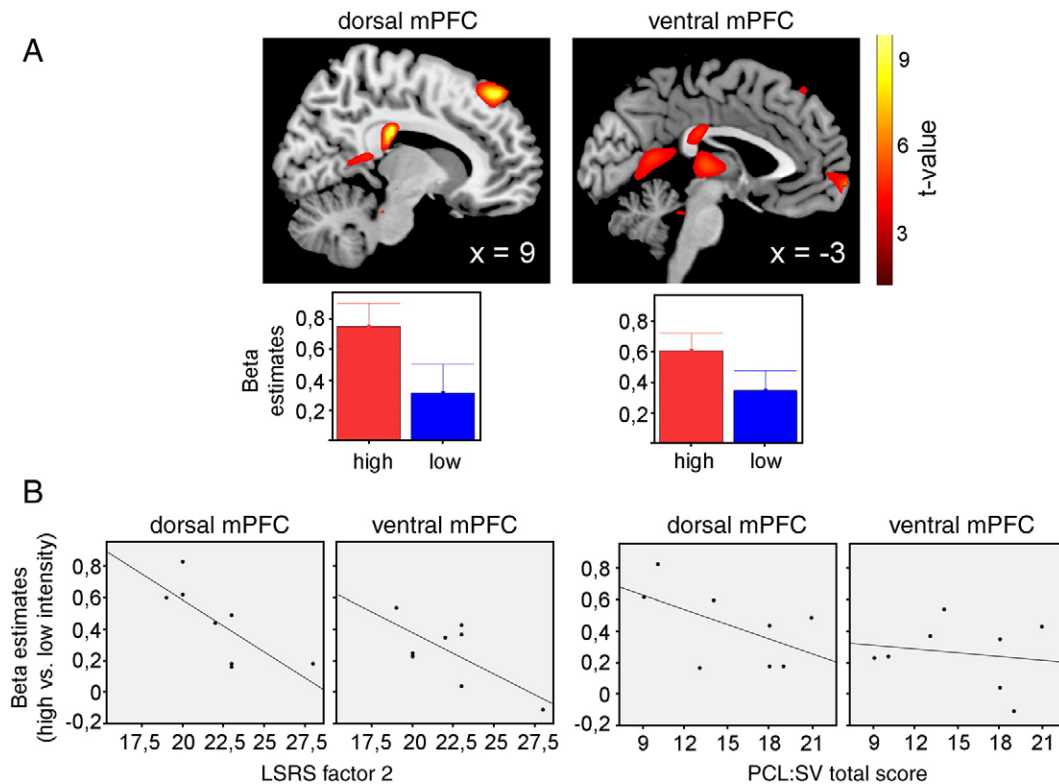 A
dorsal mPFC
ventral mPFC
x = 9
x = -3
9
6
3
t-value
Beta
estimates
0,8
0,6
0,4
0,2
high
low
0,8
0,6
0,4
0,2
high
low
B
dorsal mPFC
ventral mPFC
dorsal mPFC
ventral mPFC
Beta estimates
(high vs. low intensity)
0,8
0,6
0,4
0,2
0
-0,2
17,5 20 22,5 25 27,5
17,5 20 22,5 25 27,5
LSRS factor 2
0,8
0,6
0,4
0,2
0
-0,2
9 12 15 18 21
9 12 15 18 21
PCL:SV total score